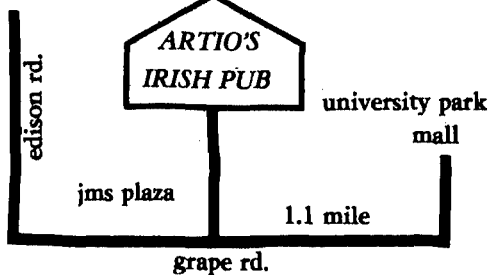 ARTIO'S
IRISH PUB
edison rd.
university park
mall
jms plaza
1.1 mile
grape rd.